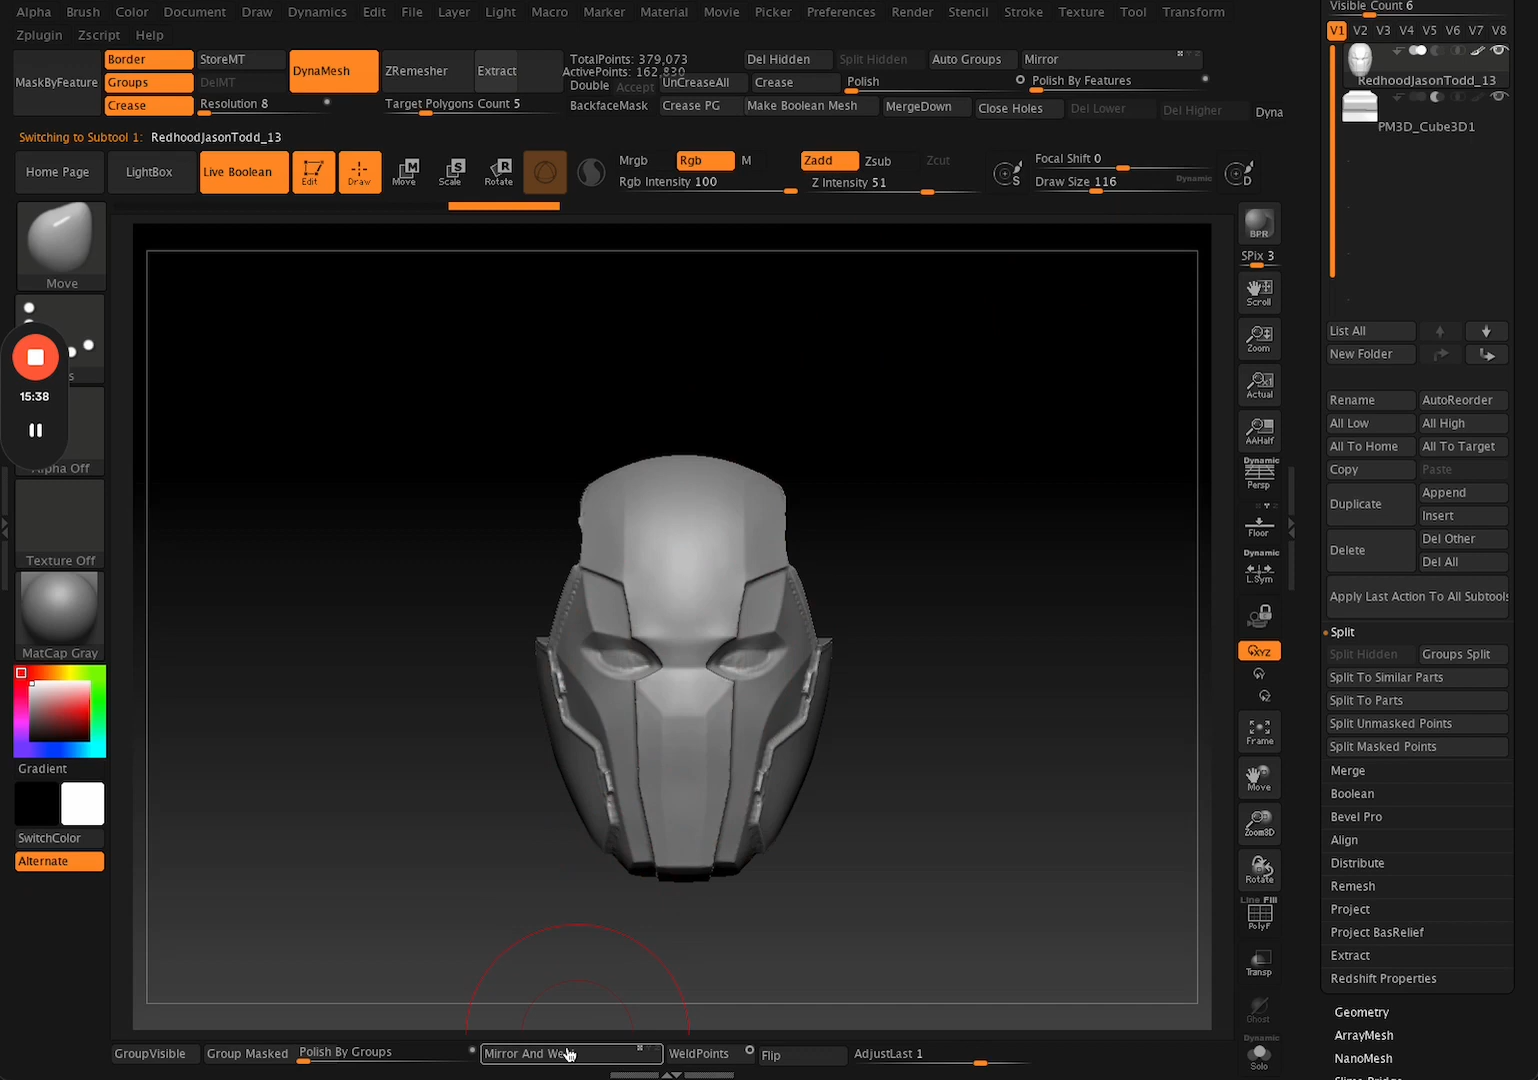 Alpha Brush Color Document Draw Dynamics Edit File Layer Light Macro Marker Material Movie Picker Preferences Render Stencil Stroke Texture Tool Transform
Zplugin Zscript Help
MaskByFeature
Border
Groups
Crease
StoreMT
DelMT
Resolution 8
DynaMesh
ZRemesher
Extract
Target Polygons Count 5
TotalPoints: 379,073
ActivePoints: 162,830
Double
Accept
BackfaceMask
Del Hidden
Split Hidden
Auto Groups
Mirror
UnCreaseAll
Crease
Polish
Polish By Features
Crease PG
Make Boolean Mesh
MergeDown
Close Holes
Del Lower
Del Higher
Dyna
Switching to Subtool 1: RedhoodJasonTodd_13
Home Page
LightBox
Live Boolean
Edit
Draw
Move
Scale
Rotate
Mrgb
Rgb
M
Rgb Intensity 100
Zadd
Zsub
Zcut
Z Intensity 51
S
Focal Shift 0
Draw Size 116
Dynamic
D
Move
15:38
Alpha Off
Texture Off
MatCap Gray
Gradient
SwitchColor
Alternate
BPR
SPix 3
Scroll
Zoom
Actual
AAHalf
Dynamic
Persp
Floor
Dynamic
L.Sym
XYZ
Frame
Move
Zoom3D
Rotate
Line Fill
PolyF
Transp
Ghost
Dynamic
Solo
Visible Count 6
V1 V2 V3 V4 V5 V6 V7 V8
RedhoodJasonTodd_13
PM3D_Cube3D1
List All
New Folder
Rename
AutoReorder
All Low
All High
All To Home
All To Target
Copy
Paste
Duplicate
Append
Insert
Delete
Del Other
Del All
Apply Last Action To All Subtools
Split
Split Hidden
Groups Split
Split To Similar Parts
Split To Parts
Split Unmasked Points
Split Masked Points
Merge
Boolean
Bevel Pro
Align
Distribute
Remesh
Project
Project BasRelief
Extract
Redshift Properties
Geometry
ArrayMesh
NanoMesh
GroupVisible
Group Masked
Polish By Groups
Mirror And We
WeldPoints
Flip
AdjustLast 1